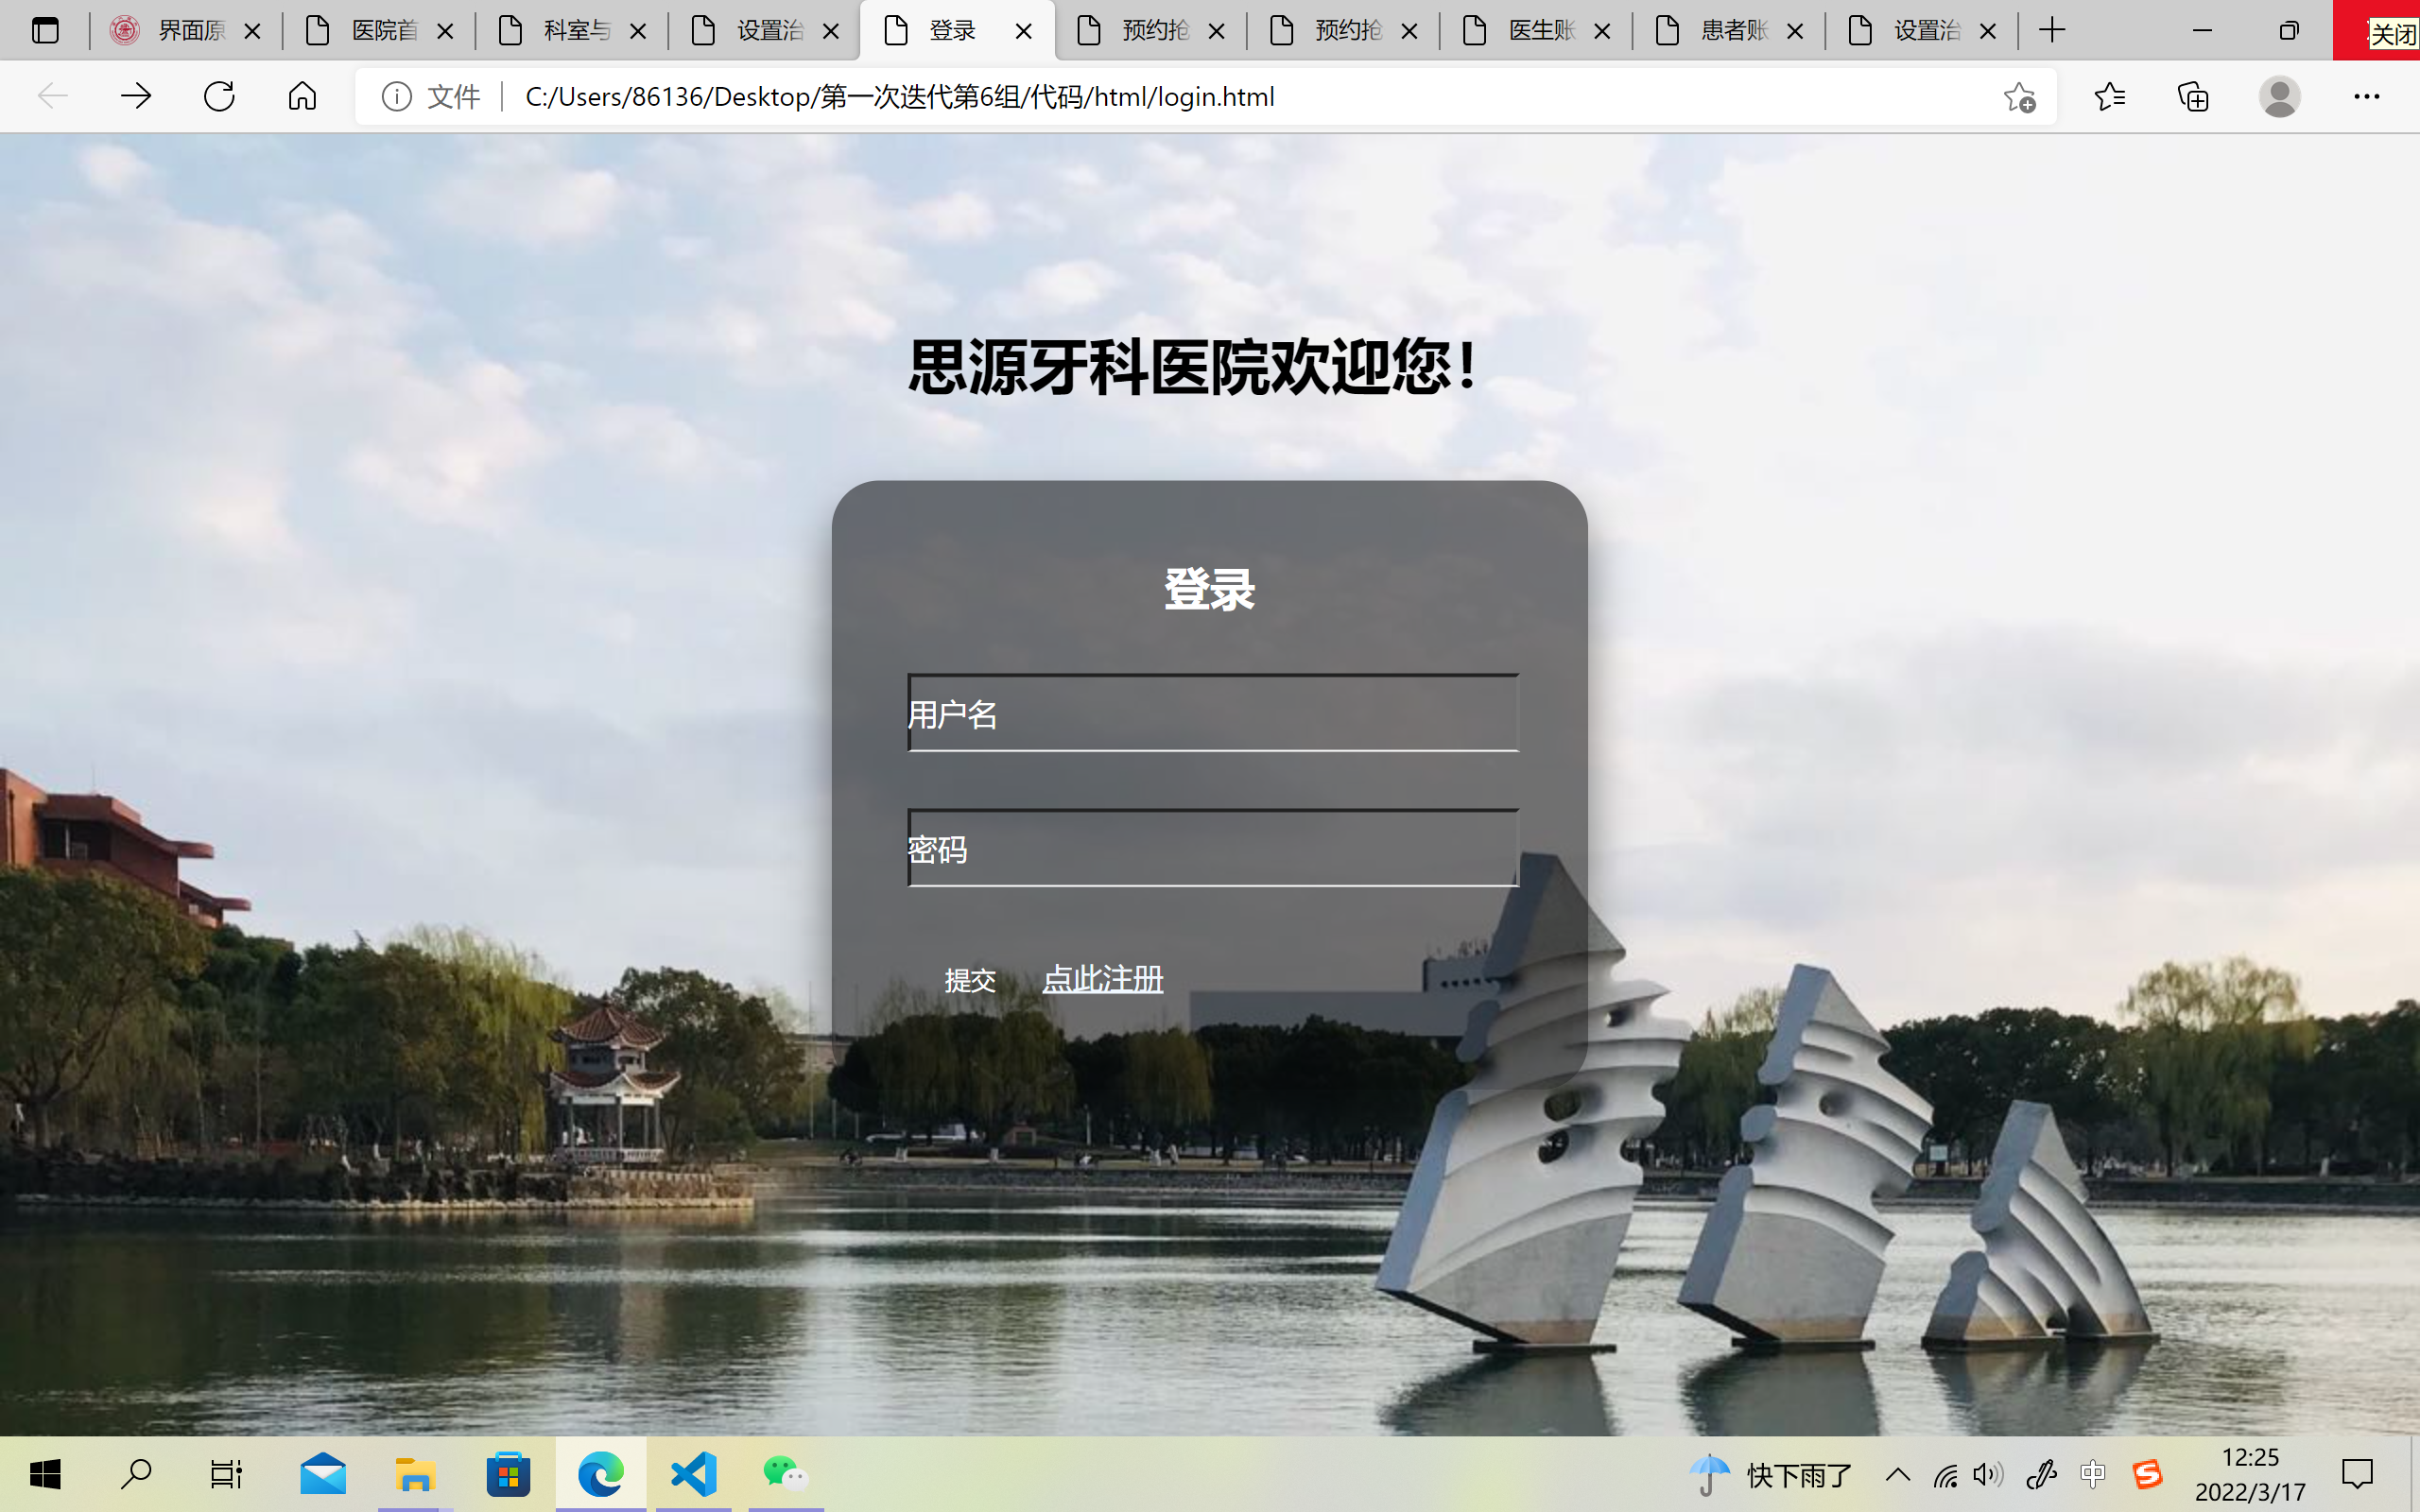 界面原
医院首
科室与
设置治
登录
预约抢
预约抢
医生账
患者账
设置治
关闭
文件
C:/Users/86136/Desktop/第一次迭代第6组/代码/html/login.html
思源牙科医院欢迎您！
登录
用户名
密码
提交 点此注册
快下雨了
中
12:25
2022/3/17